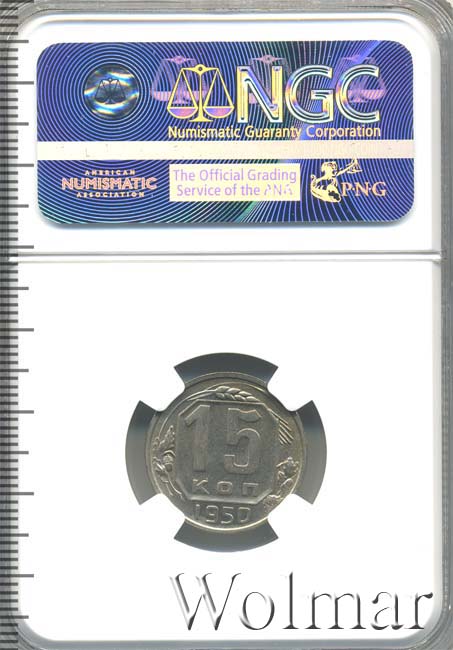 NGC
Numismatic Guaranty Corporation
AMERICAN
NUMISMATIC
ASSOCIATION
The Official Grading
Service of the PNG
PNG
15
КОП
1950
Wolmar